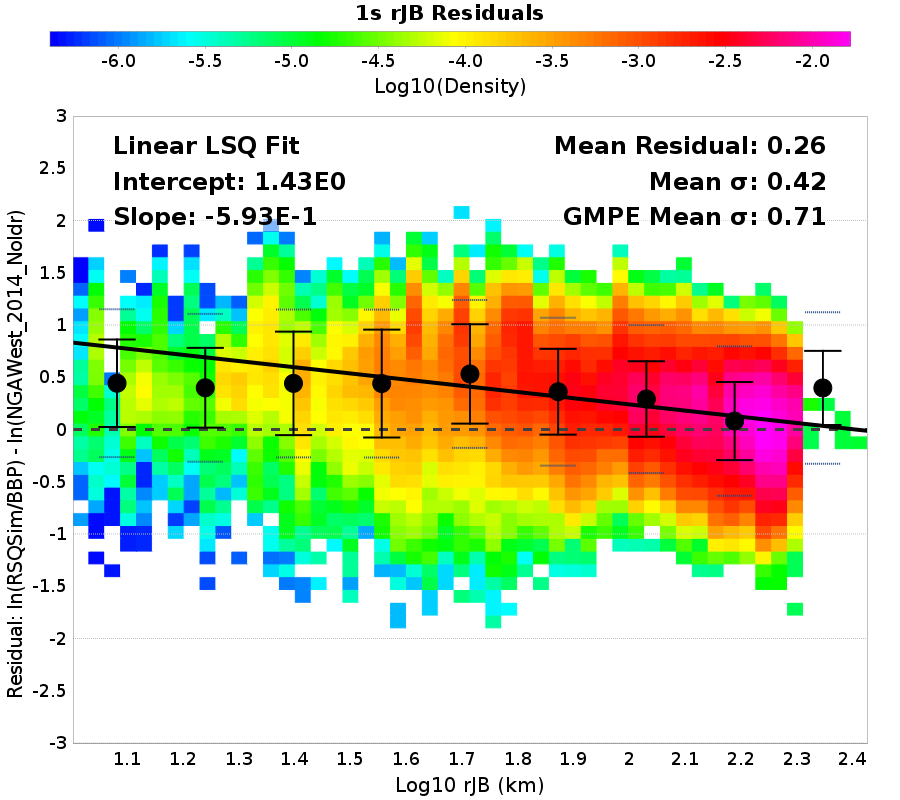 1s rJB Residuals
-6.0 -5.5 -5.0 -4.5 -4.0 -3.5 -3.0 -2.5 -2.0
Log10(Density)
Linear LSQ Fit
Intercept: 1.43E0
Slope: -5.93E-1
Mean Residual: 0.26
Mean σ: 0.42
GMPE Mean σ: 0.71
Residual: ln(RSQSim/BBP) - ln(NGAWest_2014_NoIdr)
3
2.5
2
1.5
1
0.5
0
-0.5
-1
-1.5
-2
-2.5
-3
1.1 1.2 1.3 1.4 1.5 1.6 1.7 1.8 1.9 2 2.1 2.2 2.3 2.4
Log10 rJB (km)